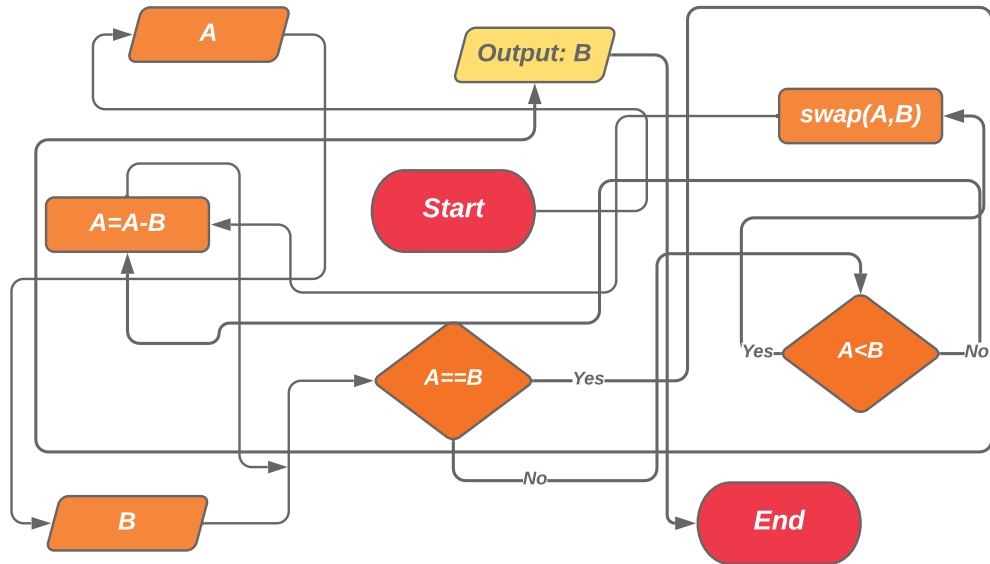 A
Output: B
swap(A,B)
Start
A=A-B
A<B
Yes
No
A==B
Yes
No
B
End